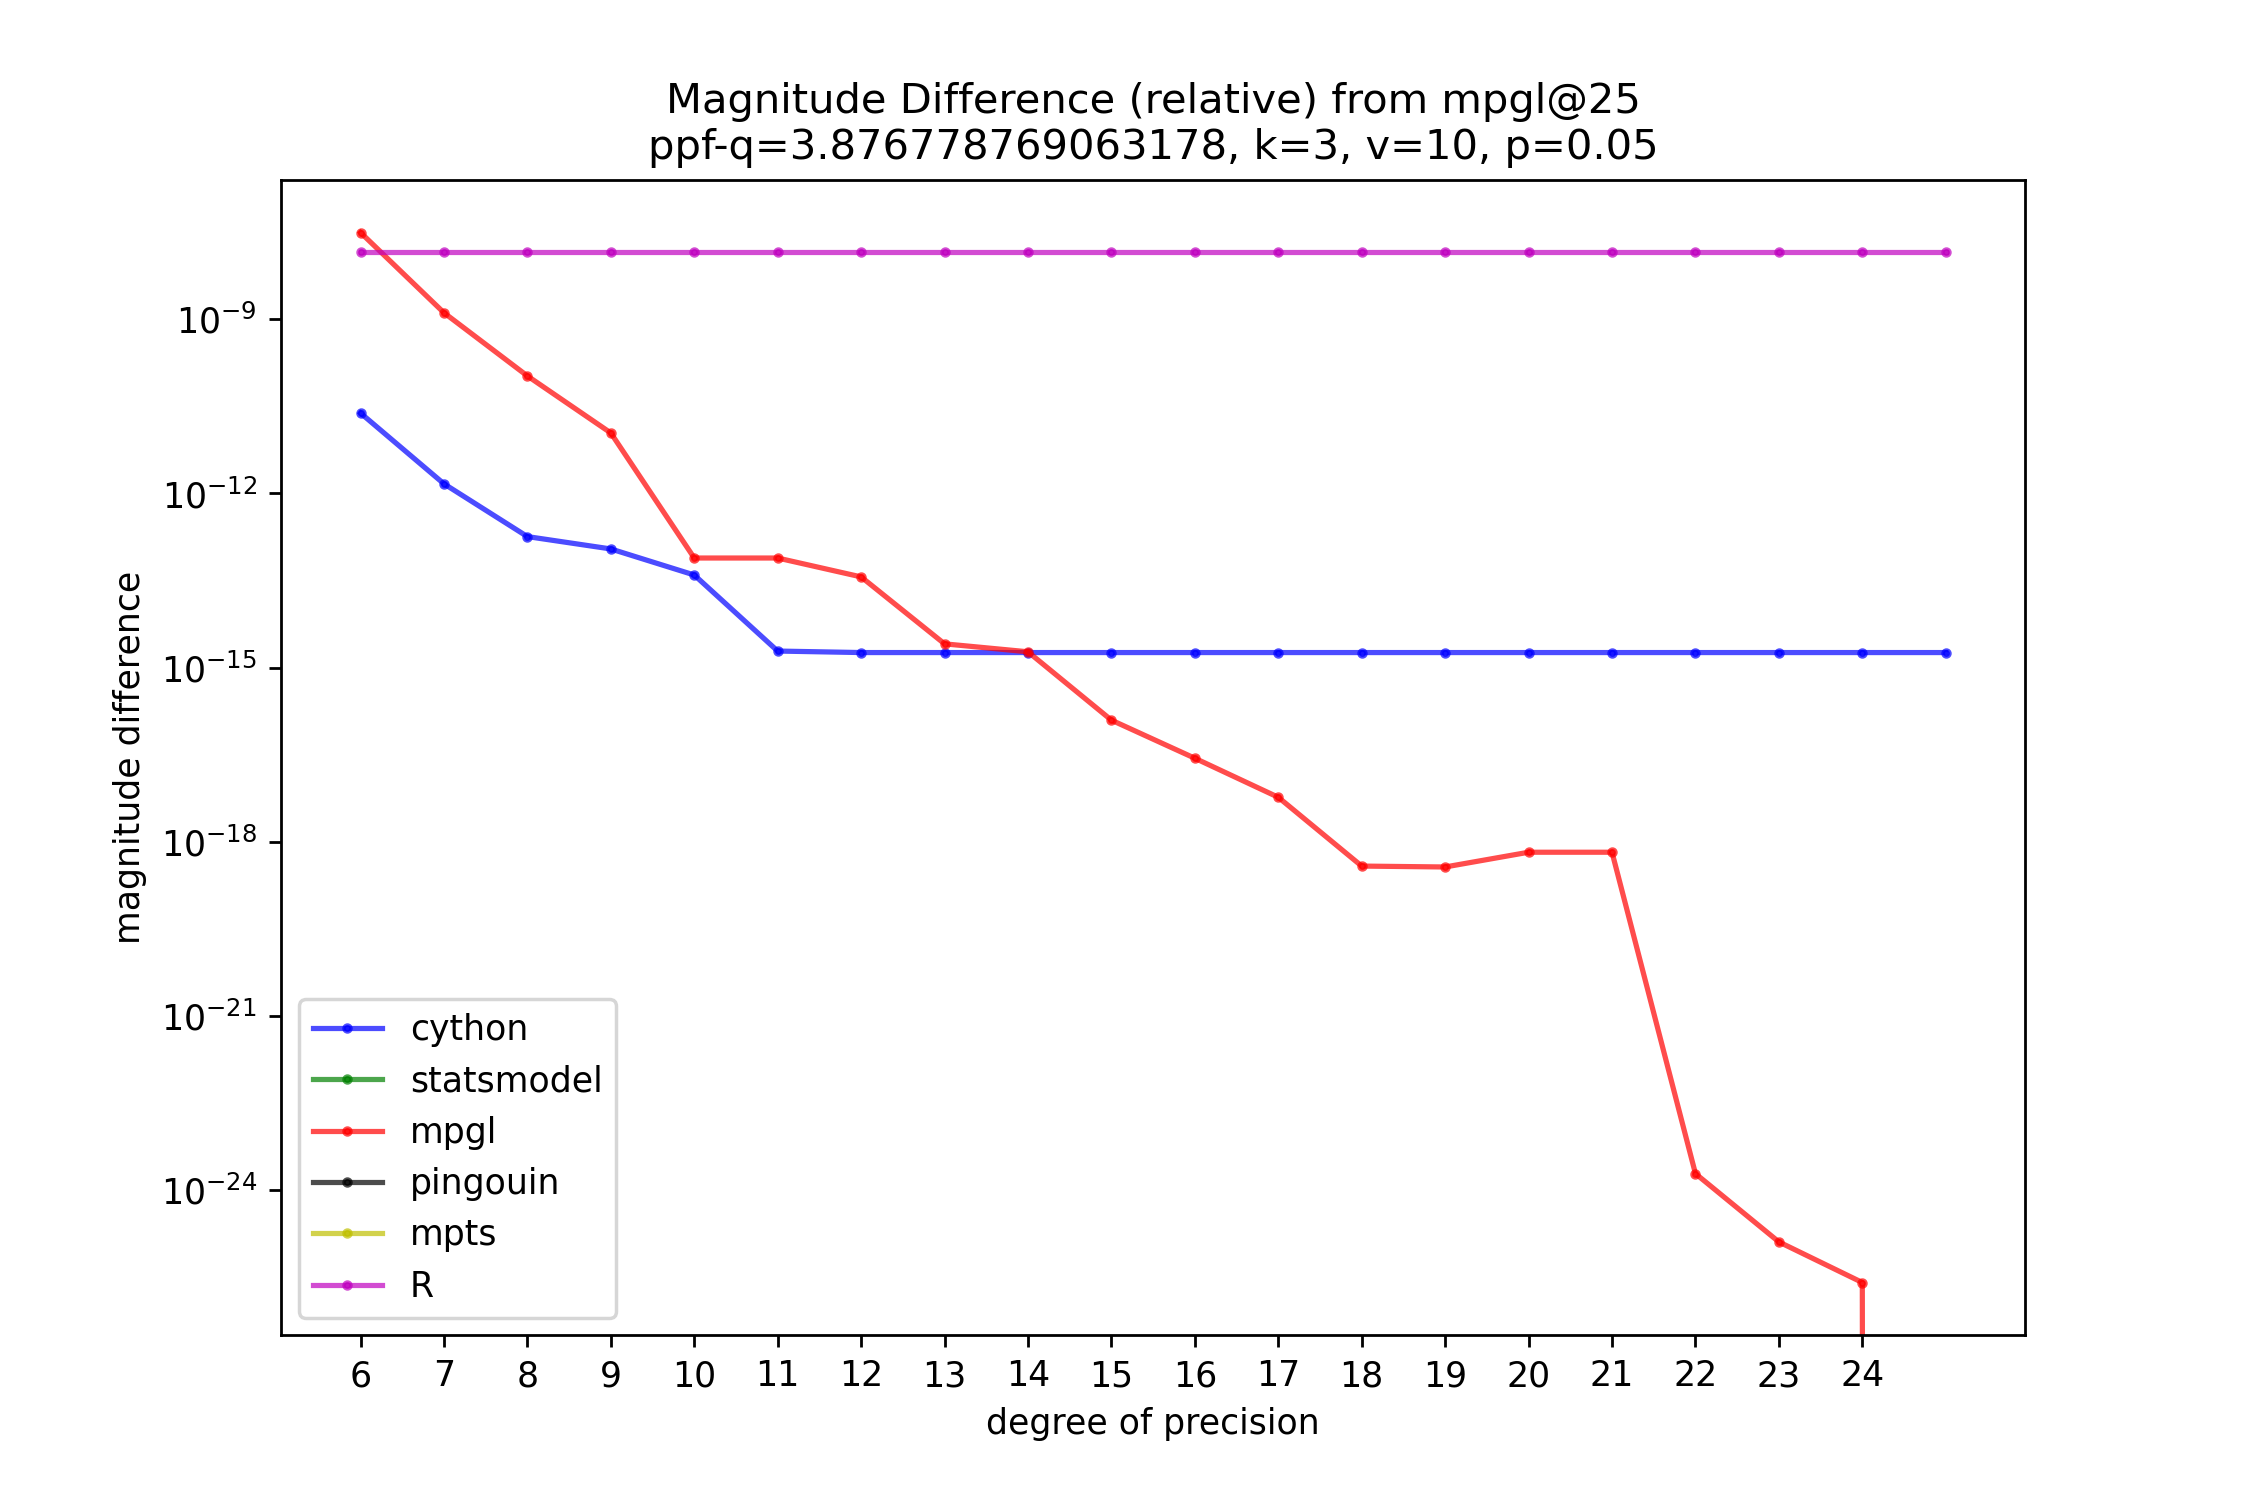 Magnitude Difference (relative) from mpgl@25
ppf-q=3.876778769063178, k=3, v=10, p=0.05
magnitude difference
10⁻⁹
10⁻¹²
10⁻¹⁵
10⁻¹⁸
10⁻²¹
10⁻²⁴
cython
statsmodel
mpgl
pingouin
mpts
R
6 7 8 9 10 11 12 13 14 15 16 17 18 19 20 21 22 23 24
degree of precision